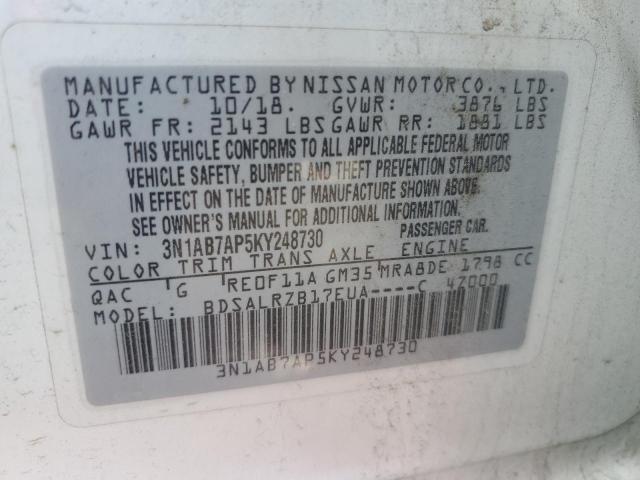 MANUFACTURED BY NISSAN MOTOR CO., LTD.
DATE: 10/18. GVWR: 3876 LBS
GAWR FR: 2143 LBS GAWR RR: 1881 LBS
THIS VEHICLE CONFORMS TO ALL APPLICABLE FEDERAL MOTOR
VEHICLE SAFETY, BUMPER AND THEFT PREVENTION STANDARDS
IN EFFECT ON THE DATE OF MANUFACTURE SHOWN ABOVE.
SEE OWNER'S MANUAL FOR ADDITIONAL INFORMATION.
VIN: 3N1AB7AP5KY248730 PASSENGER CAR.
COLOR TRIM TRANS AXLE ENGINE
QAC G RE0F11A GM35 MRA8DE 1798 CC
MODEL: BDSALRZB17EUA----C 47000
3N1AB7AP5KY248730